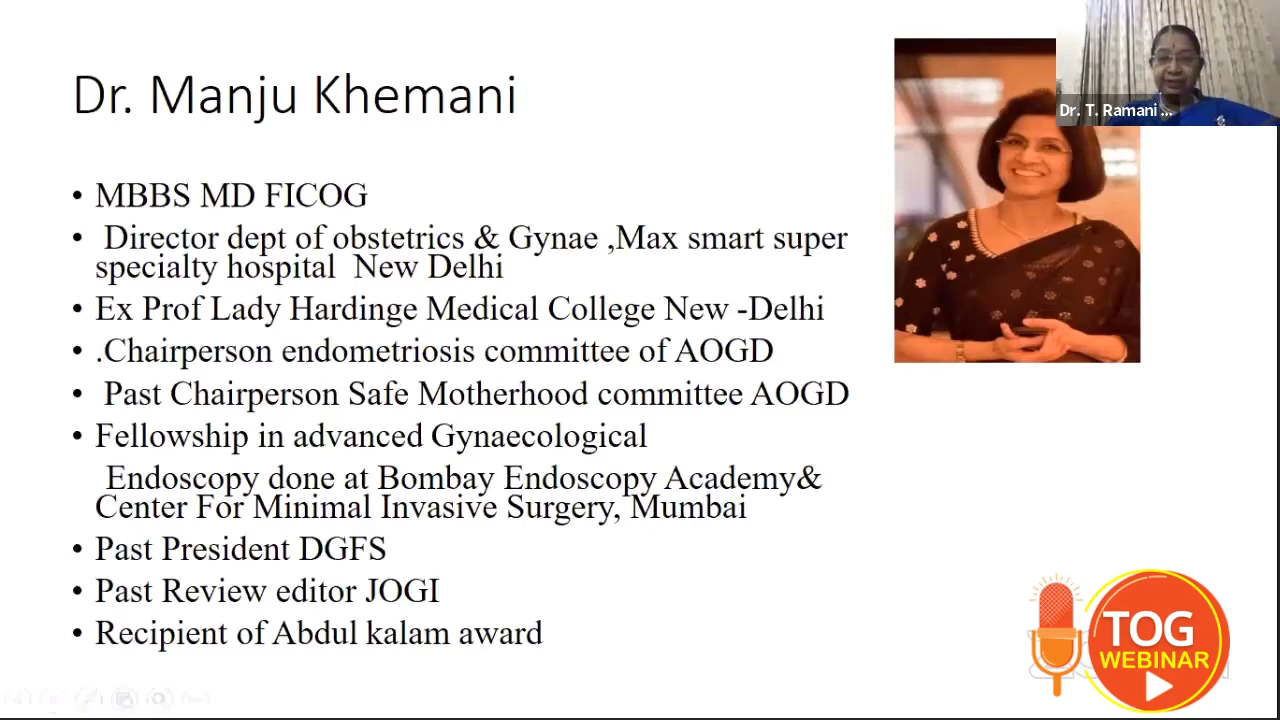 Dr. Manju Khemani
Dr. T. Ramani ...
• MBBS MD FICOG
• Director dept of obstetrics & Gynae ,Max smart super
specialty hospital New Delhi
• Ex Prof Lady Hardinge Medical College New -Delhi
• .Chairperson endometriosis committee of AOGD
• Past Chairperson Safe Motherhood committee AOGD
• Fellowship in advanced Gynaecological
Endoscopy done at Bombay Endoscopy Academy&
Center For Minimal Invasive Surgery, Mumbai
• Past President DGFS
• Past Review editor JOGI
• Recipient of Abdul kalam award
TOG
WEBINAR